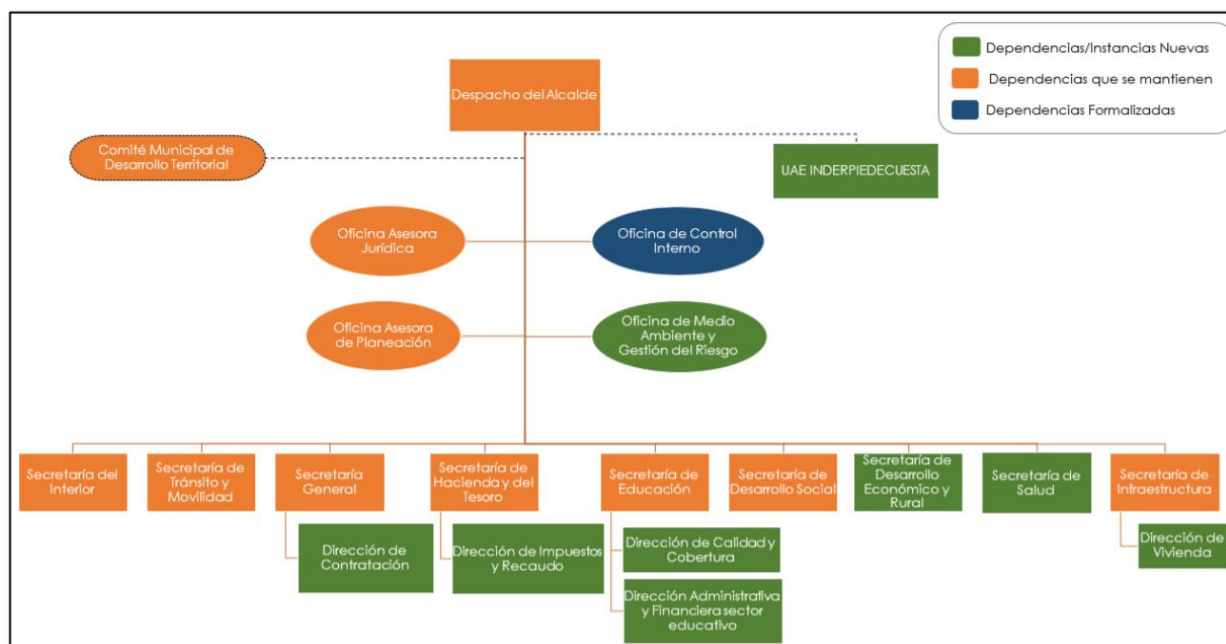 Dependencias/Instancias Nuevas
Dependencias que se mantienen
Dependencias Formalizadas
Despacho del Alcalde
Comité Municipal de
Desarrollo Territorial
UAE INDERPIEDECUESTA
Oficina Asesora
Jurídica
Oficina de Control
Interno
Oficina Asesora
de Planeación
Oficina de Medio
Ambiente y
Gestión del Riesgo
Secretaría del
Interior
Secretaría de
Tránsito y
Movilidad
Secretaría
General
Secretaría de
Hacienda y del
Tesoro
Secretaría de
Educación
Secretaría de
Desarrollo Social
Secretaría de
Desarrollo
Económico y
Rural
Secretaría de
Salud
Secretaría de
Infraestructura
Dirección de
Contratación
Dirección de Impuestos
y Recaudo
Dirección de Calidad y
Cobertura
Dirección Administrativa
y Financiera sector
educativo
Dirección de
Vivienda